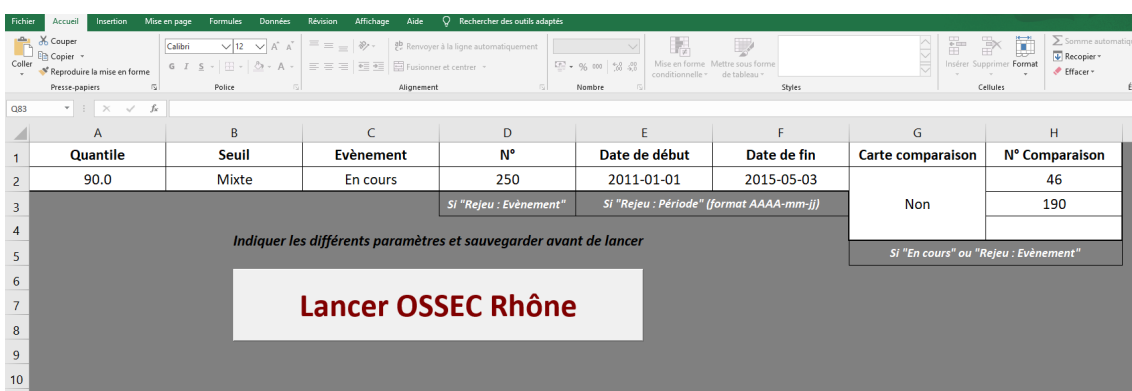 Fichier Accueil Insertion Mise en page Formules Données Révision Affichage Aide Rechercher des outils adaptés
Couper
Copier
Coller
Reproduire la mise en forme
Presse-papiers
Calibri 12 A A
G I S A
Police
Renvoyer à la ligne automatiquement
Fusionner et centrer
Alignement
% 000
Nombre
Mise en forme conditionnelle
Mettre sous forme de tableau
Styles
Insérer Supprimer Format
Cellules
Somme automatiq
Recopier
Effacer
Q83 fx
A B C D E F G H
1 Quantile Seuil Evènement N° Date de début Date de fin Carte comparaison N° Comparaison
2 90.0 Mixte En cours 250 2011-01-01 2015-05-03 46
3 Si "Rejeu : Evènement" Si "Rejeu : Période" (format AAAA-mm-jj) Non 190
4
Indiquer les différents paramètres et sauvegarder avant de lancer
5 Si "En cours" ou "Rejeu : Evènement"
6
7 Lancer OSSEC Rhône
8
9
10